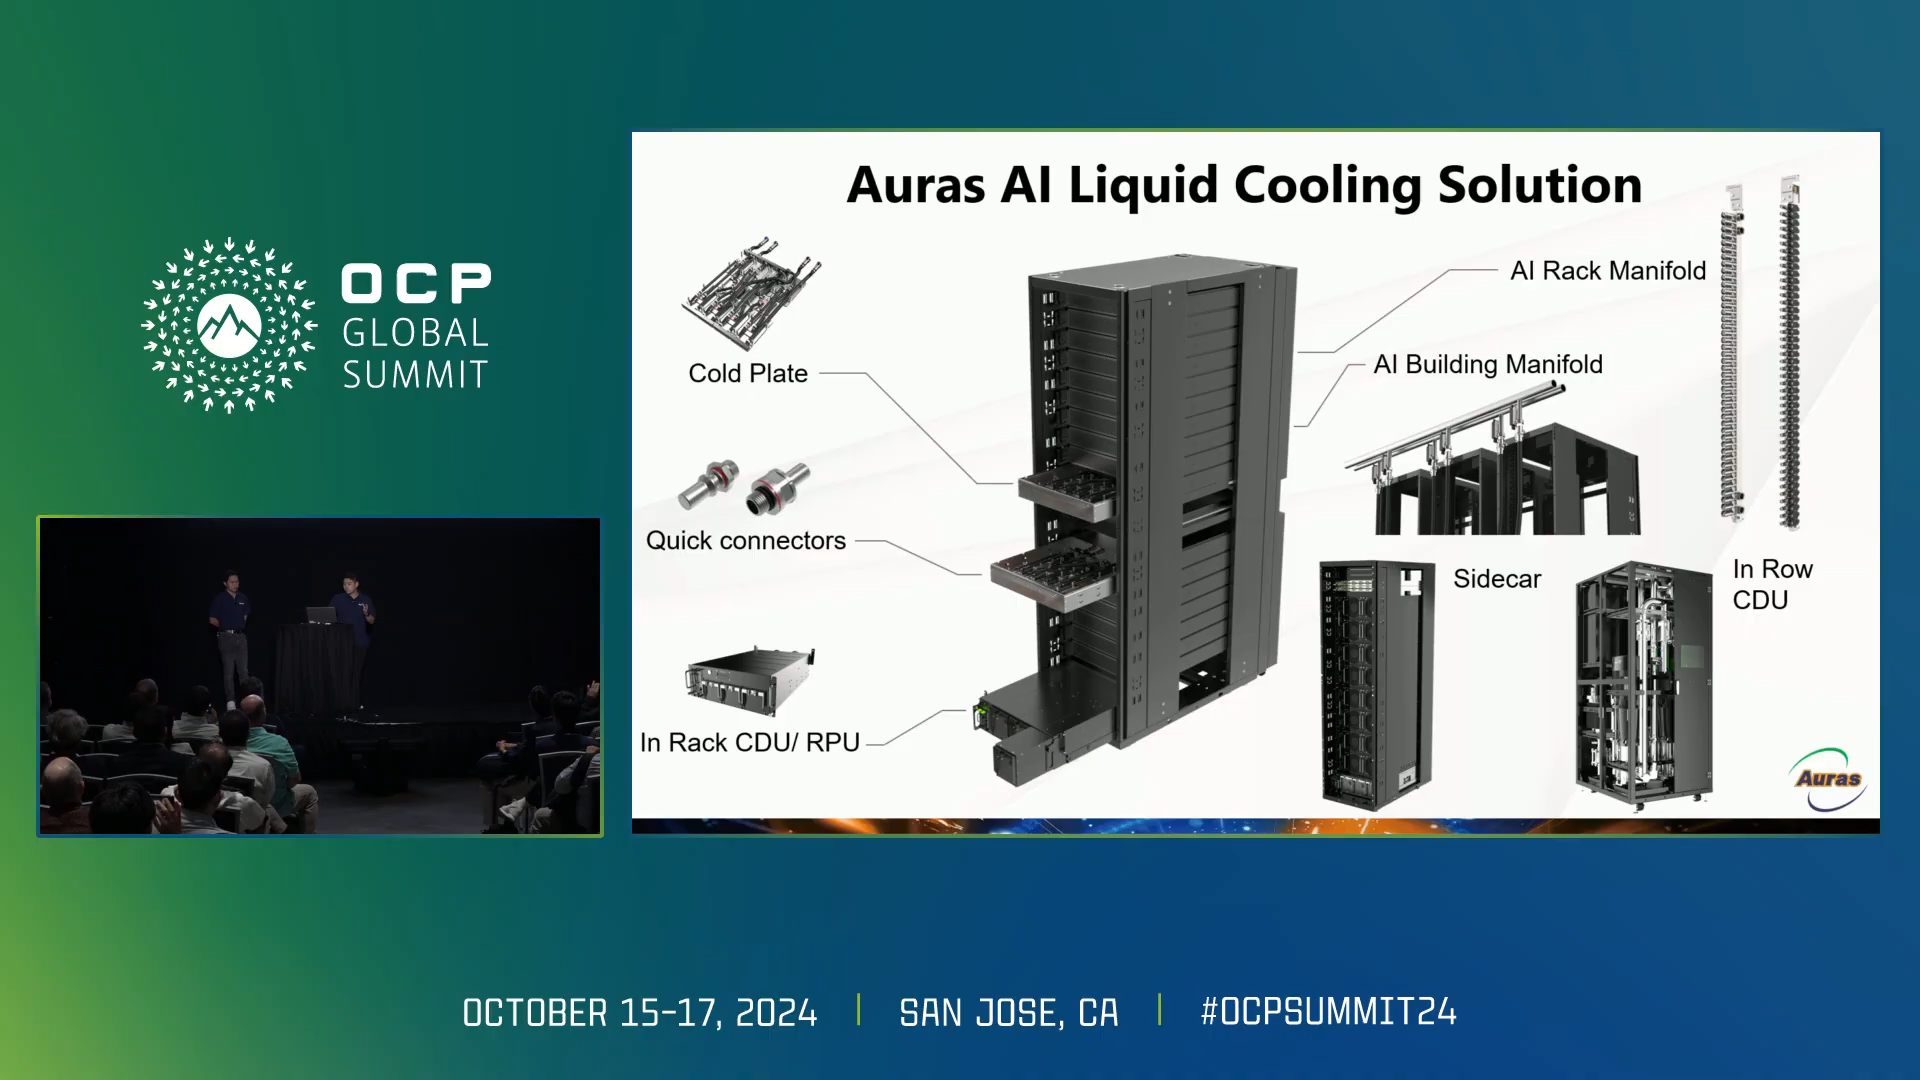 OCP
GLOBAL
SUMMIT
Auras AI Liquid Cooling Solution
AI Rack Manifold
Cold Plate
AI Building Manifold
Quick connectors
Sidecar
In Row
CDU
In Rack CDU/ RPU
Auras
OCTOBER 15-17, 2024 | SAN JOSE, CA | #OCPSUMMIT24